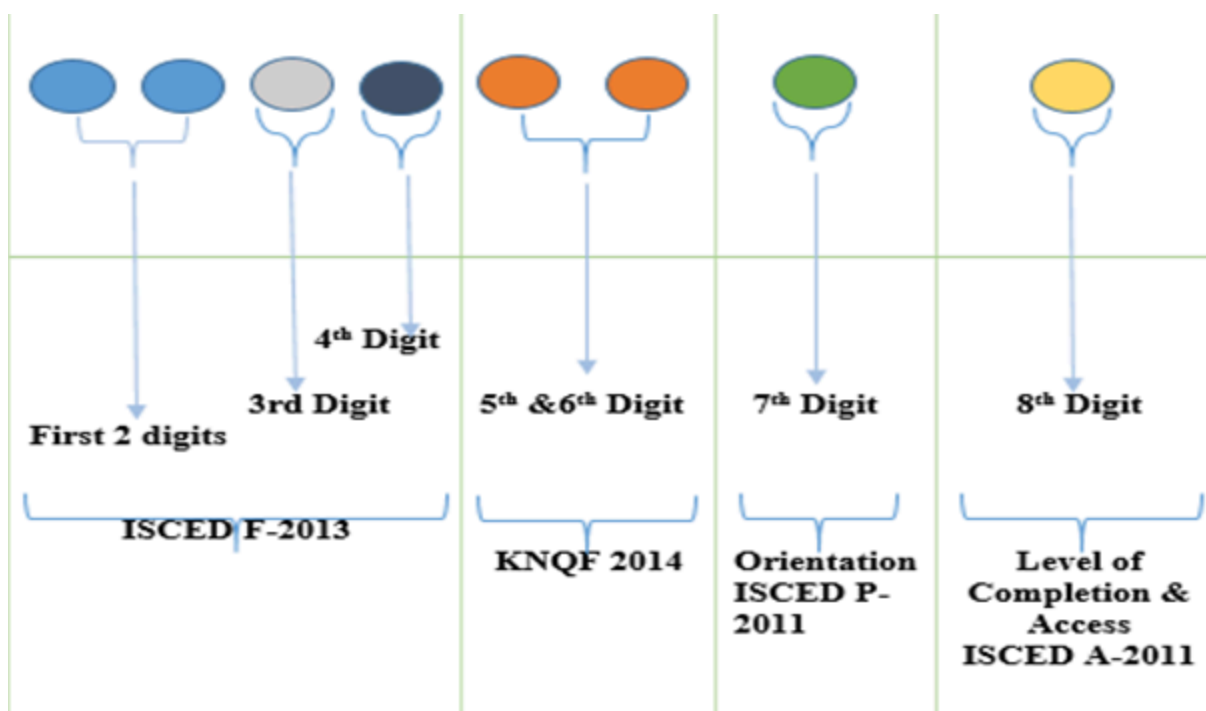 4th Digit
3rd Digit
First 2 digits
5th &6th Digit
7th Digit
8th Digit
ISCED F-2013
KNQF 2014
Orientation
ISCED P-
2011
Level of
Completion &
Access
ISCED A-2011